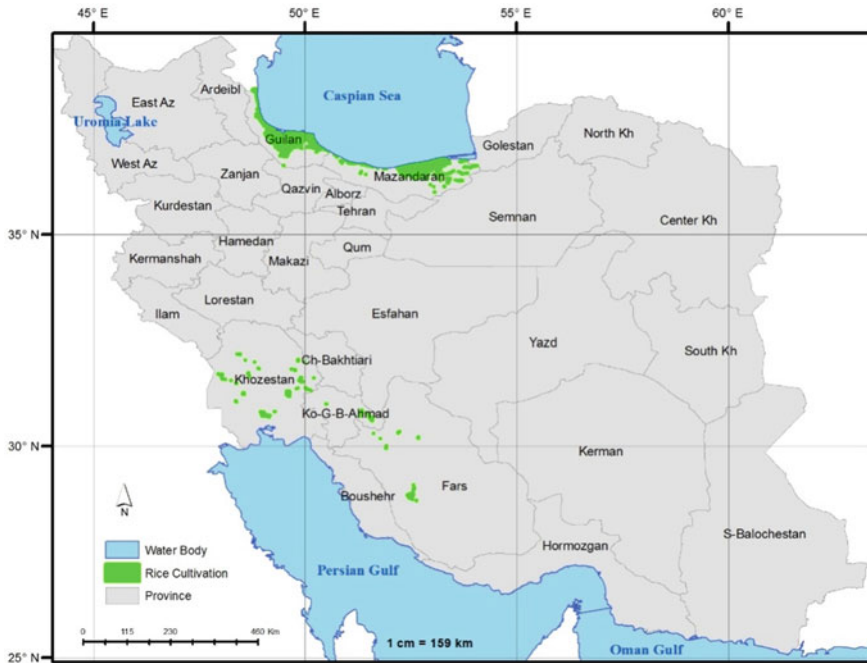 45° E 50° E 55° E 60° E
Caspian Sea
Ardeibl
East Az
Uromia Lake
Guilan
Golestan
North Kh
West Az
Mazandaran
Zanjan
Qazvin
Alborz
Kurdestan
Tehran
Semnan
Center Kh
35° N
Hamedan
Qum
Kermanshah
Makazi
Lorestan
Ilam
Esfahan
Yazd
Ch-Bakhtiari
South Kh
Khozestan
Ko-G-B-Ahmad
30° N
Kerman
Fars
Boushehr
N
S-Balochestan
Hormozgan
Water Body
Rice Cultivation
Persian Gulf
Province
0 115 230 460 Km
1 cm = 159 km
Oman Gulf
25° N